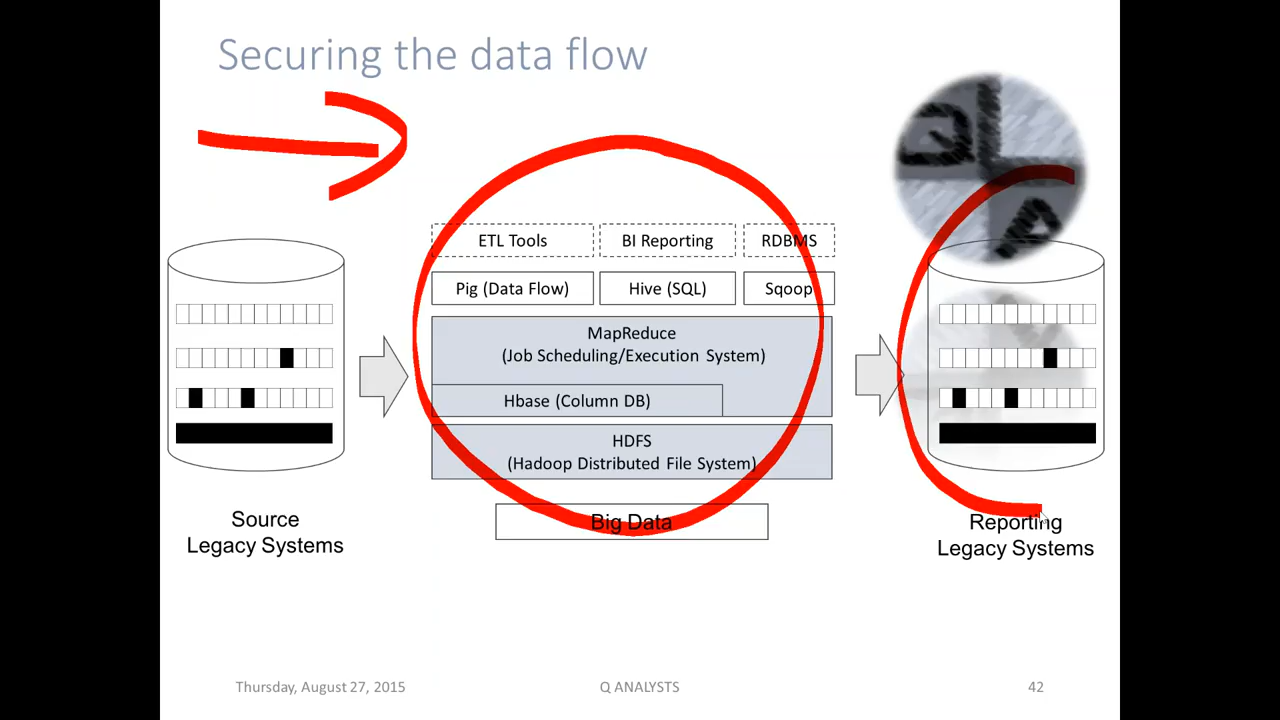 Securing the data flow
QA
ETL Tools
BI Reporting
RDBMS
Pig (Data Flow)
Hive (SQL)
Sqoop
MapReduce
(Job Scheduling/Execution System)
Hbase (Column DB)
HDFS
(Hadoop Distributed File System)
Big Data
Source
Legacy Systems
Reporting
Legacy Systems
Thursday, August 27, 2015
Q ANALYSTS
42